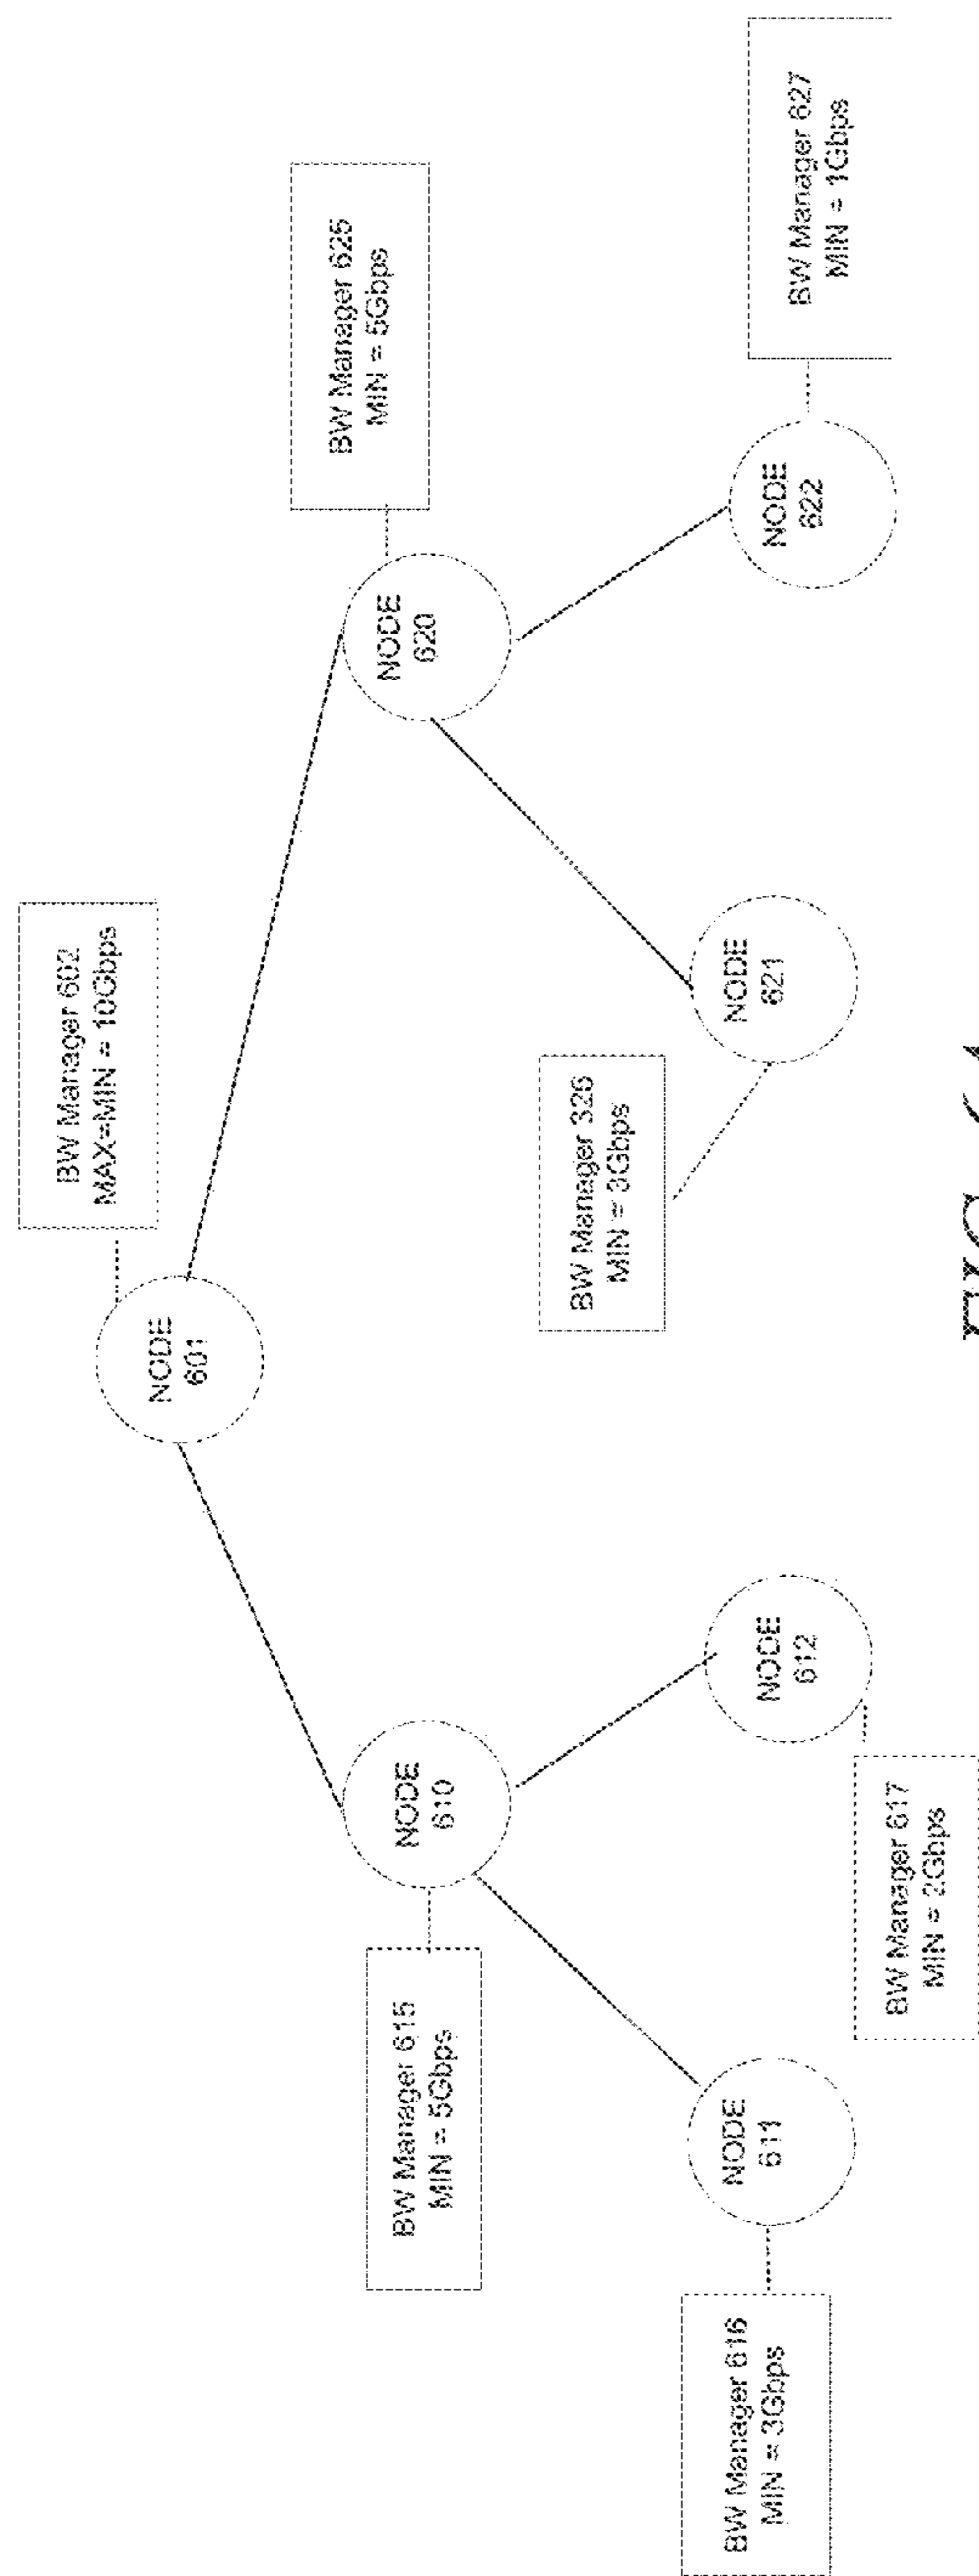 BW Manager 602
MAX=MIN = 10Gbps
NODE
601
BW Manager 625
MIN = 5Gbps
BW Manager 615
MIN = 5Gbps
NODE
610
NODE
620
BW Manager 326
MIN = 3Gbps
BW Manager 616
MIN = 3Gbps
NODE
611
NODE
612
NODE
621
NODE
622
BW Manager 627
MIN = 1Gbps
BW Manager 617
MIN = 2Gbps